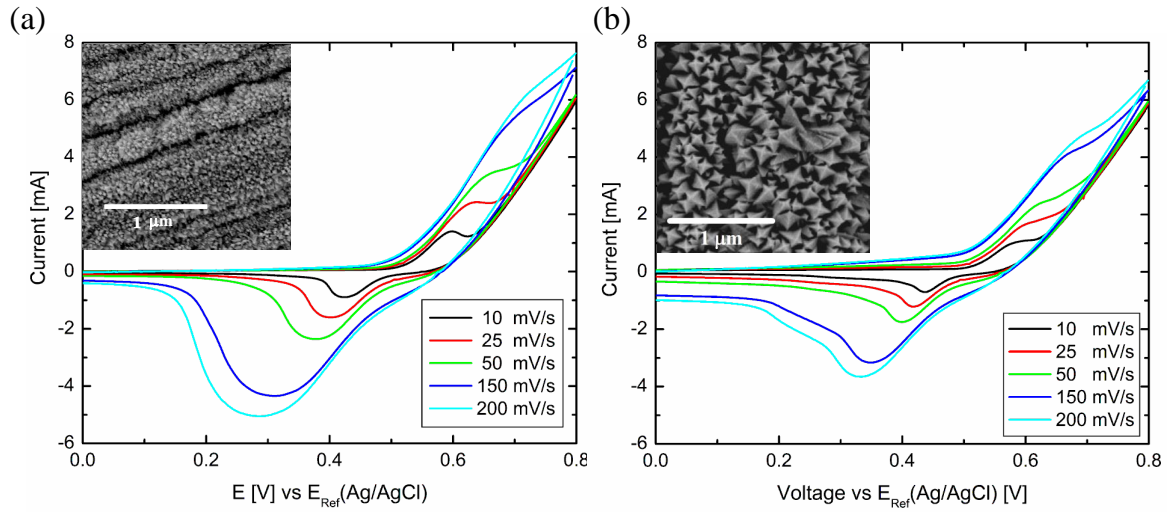 (a)
8
6
4
2
0
-2
-4
-6
Current [mA]
1 μm
10 mV/s
25 mV/s
50 mV/s
150 mV/s
200 mV/s
0.0 0.2 0.4 0.6 0.8
E [V] vs E_Ref(Ag/AgCl)
(b)
8
6
4
2
0
-2
-4
-6
Current [mA]
1 μm
10 mV/s
25 mV/s
50 mV/s
150 mV/s
200 mV/s
0.0 0.2 0.4 0.6 0.8
Voltage vs E_Ref(Ag/AgCl) [V]